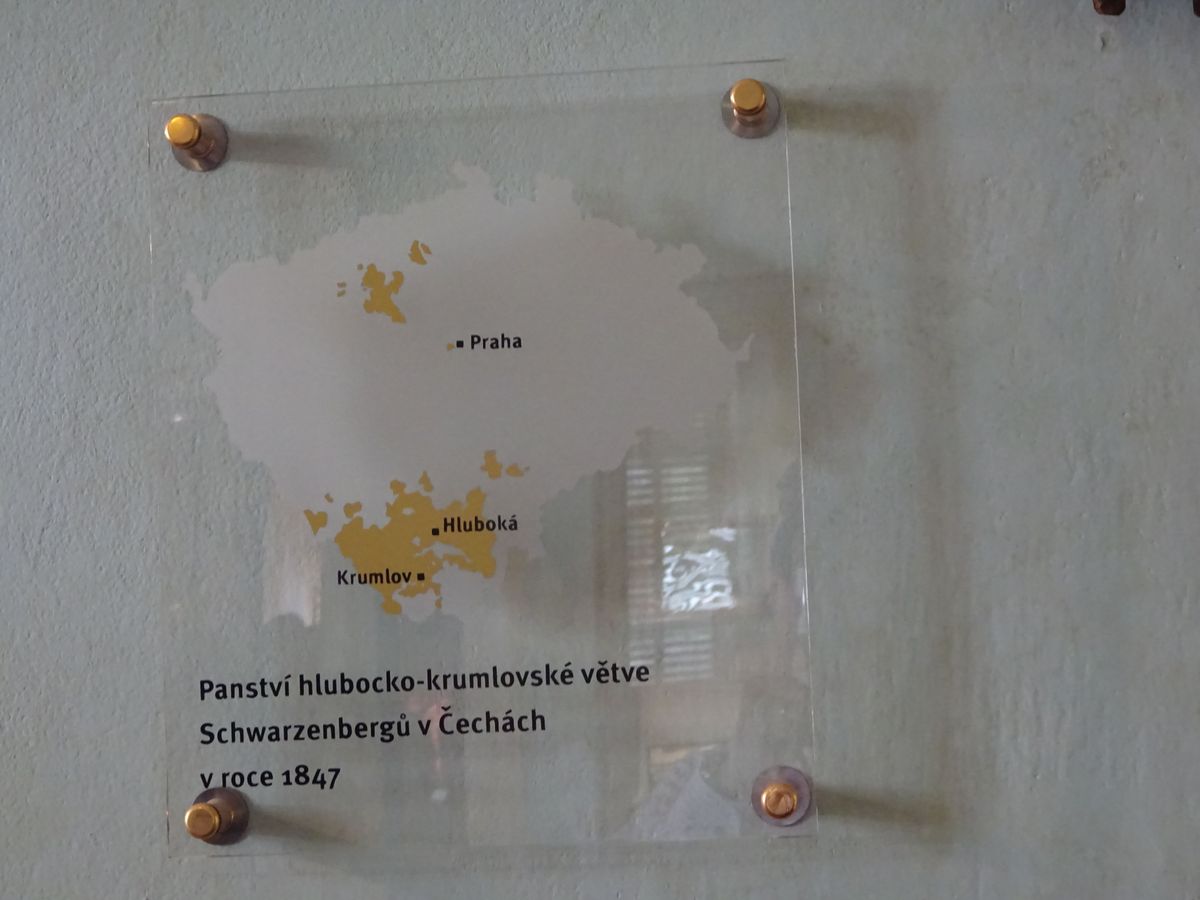 Praha
Hluboká
Krumlov
Panství hlubocko-krumlovské větve
Schwarzenbergů v Čechách
v roce 1847